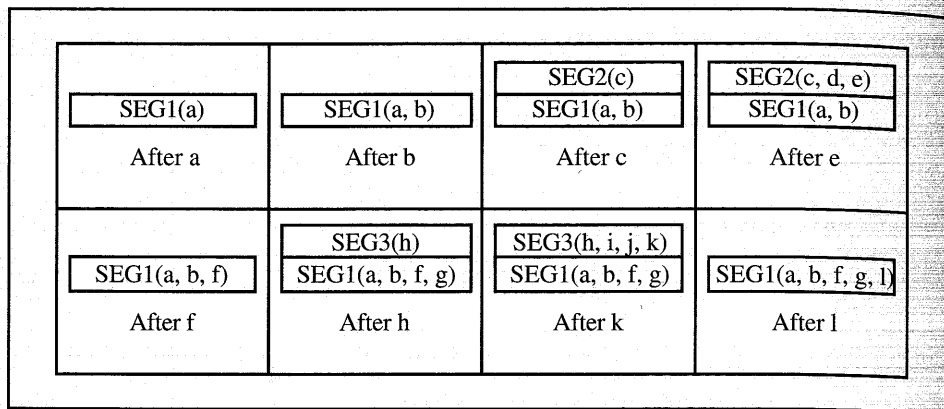 SEG1(a)
After a
SEG1(a, b)
After b
SEG2(c)
SEG1(a, b)
After c
SEG2(c, d, e)
SEG1(a, b)
After e
SEG1(a, b, f)
After f
SEG3(h)
SEG1(a, b, f, g)
After h
SEG3(h, i, j, k)
SEG1(a, b, f, g)
After k
SEG1(a, b, f, g, l)
After l